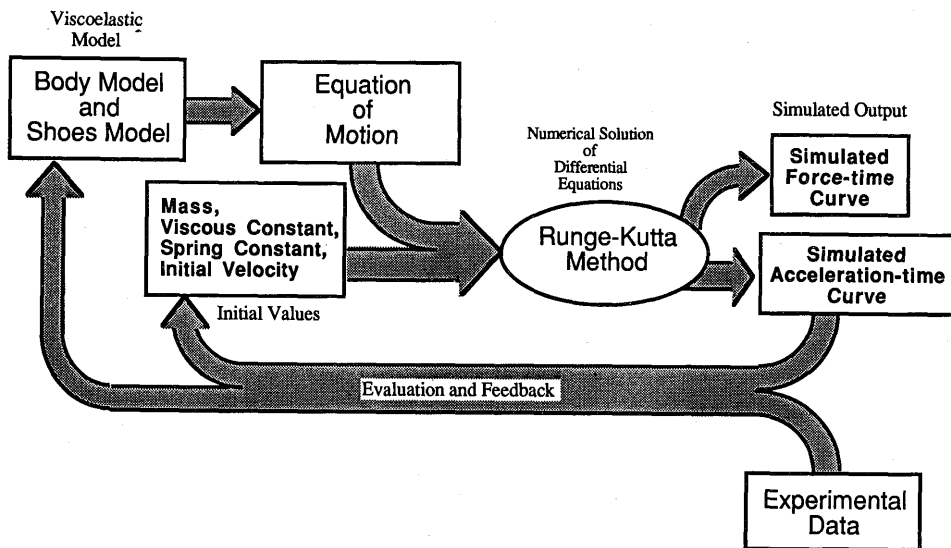 Viscoelastic
Model
Body Model
and
Shoes Model
Equation
of
Motion
Mass,
Viscous Constant,
Spring Constant,
Initial Velocity
Initial Values
Numerical Solution
of
Differential
Equations
Runge-Kutta
Method
Simulated Output
Simulated
Force-time
Curve
Simulated
Acceleration-time
Curve
Evaluation and Feedback
Experimental
Data